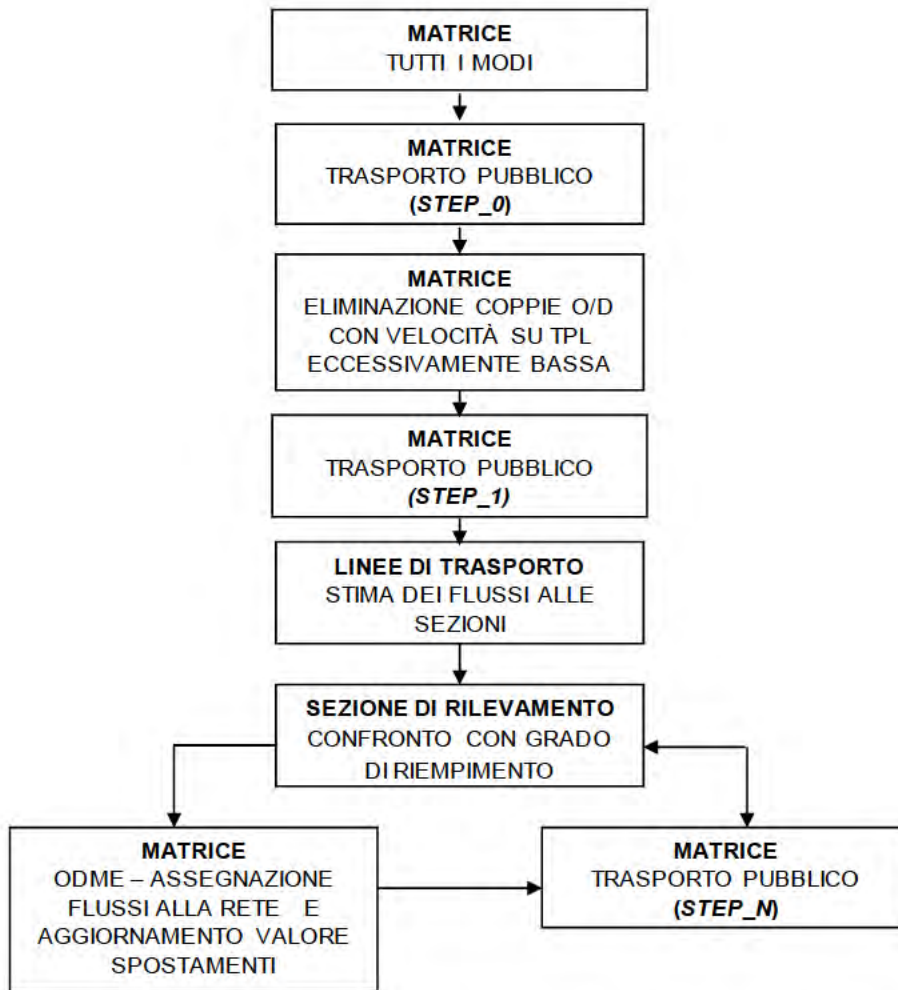 MATRICE
TUTTI I MODI
MATRICE
TRASPORTO PUBBLICO
(STEP_0)
MATRICE
ELIMINAZIONE COPPIE O/D
CON VELOCITÀ SU TPL
ECCESSIVAMENTE BASSA
MATRICE
TRASPORTO PUBBLICO
(STEP_1)
LINEE DI TRASPORTO
STIMA DEI FLUSSI ALLE
SEZIONI
SEZIONE DI RILEVAMENTO
CONFRONTO CON GRADO
DI RIEMPIMENTO
MATRICE
ODME – ASSEGNAZIONE
FLUSSI ALLA RETE E
AGGIORNAMENTO VALORE
SPOSTAMENTI
MATRICE
TRASPORTO PUBBLICO
(STEP_N)